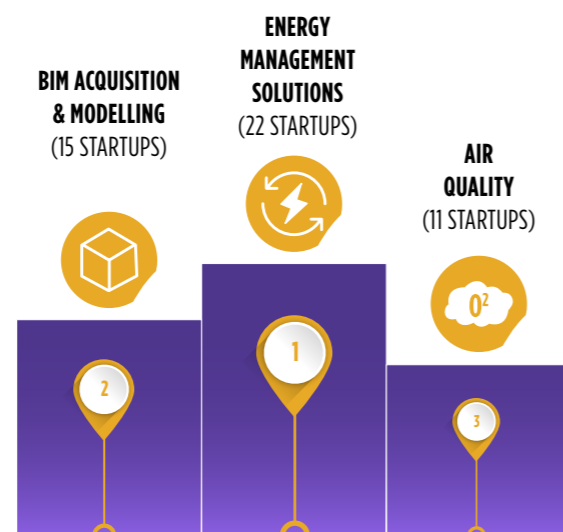 BIM ACQUISITION
& MODELLING
(15 STARTUPS)
2
ENERGY
MANAGEMENT
SOLUTIONS
(22 STARTUPS)
1
AIR
QUALITY
(11 STARTUPS)
O²
3